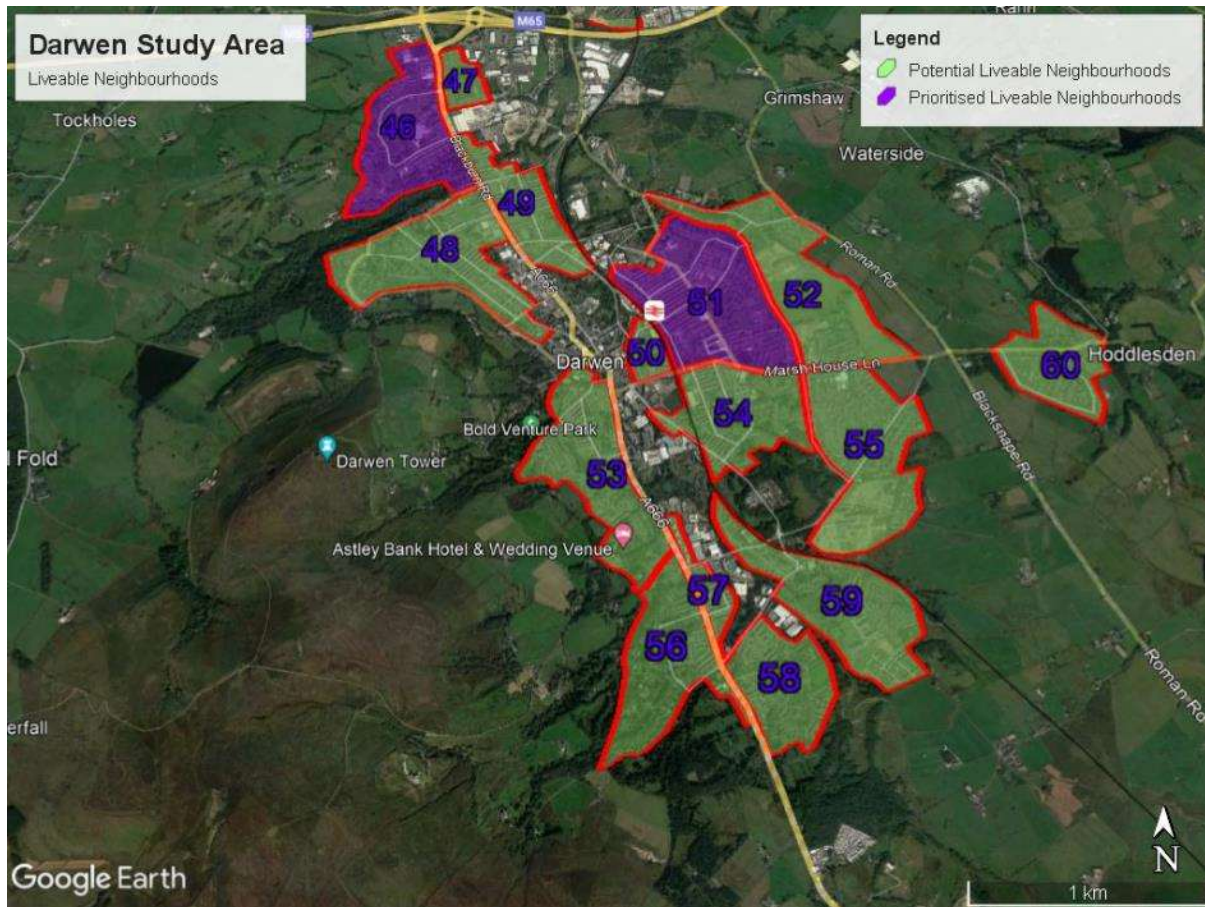 Darwen Study Area
Liveable Neighbourhoods
M65
Legend
Potential Liveable Neighbourhoods
Prioritised Liveable Neighbourhoods
Tockholes
Grimshaw
Waterside
46
47
Blackburn Rd
49
48
A666
Roman Rd
52
51
50
Darwen
Marsh House Ln
60
Hoddlesden
54
55
Blacksnape Rd
Bold Venture Park
Darwen Tower
53
A666
Astley Bank Hotel & Wedding Venue
57
59
56
58
Roman Rd
erfall
l Fold
Google Earth
N
1 km